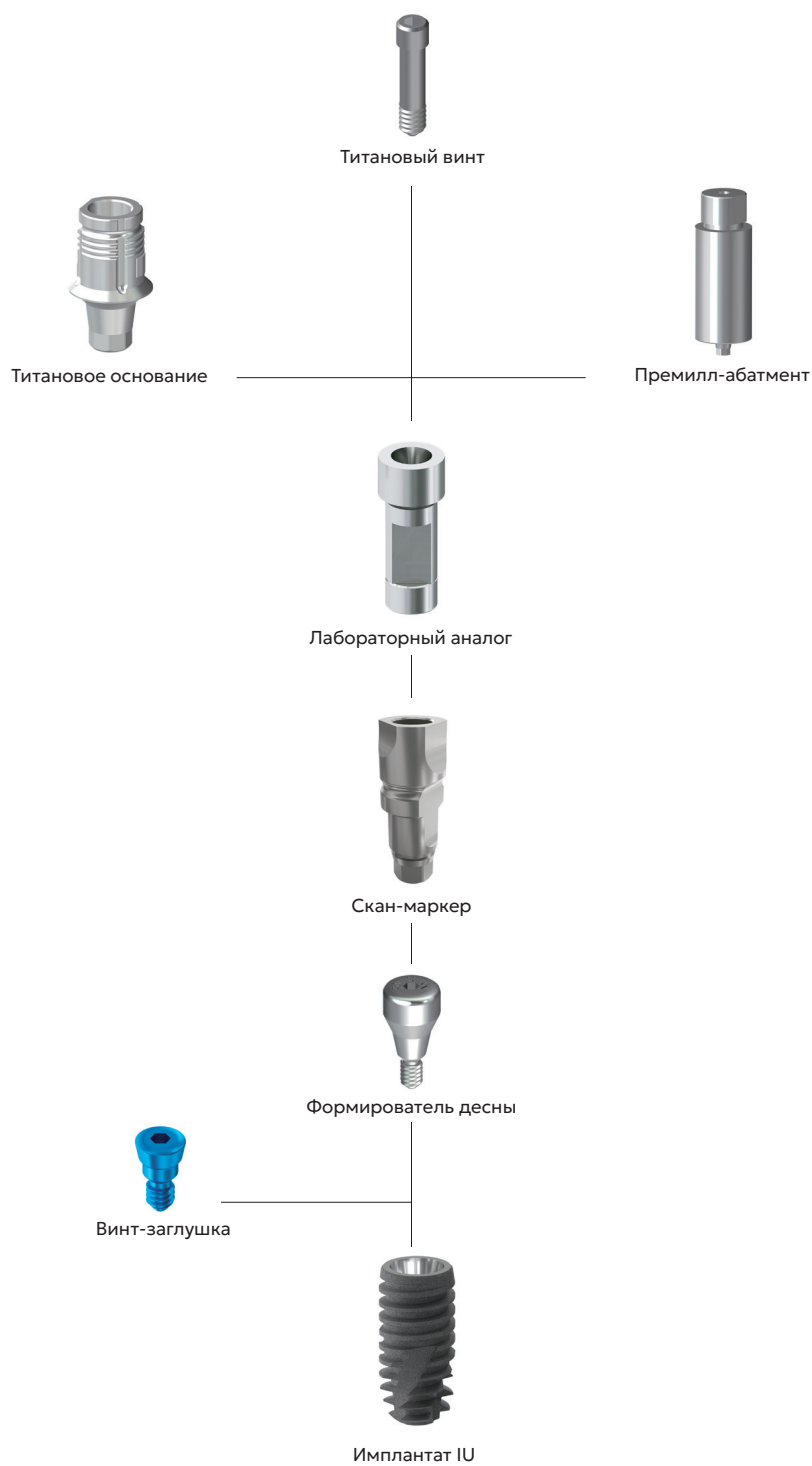 Титановый винт
Титановое основание
Премилл-абатмент
Лабораторный аналог
Скан-маркер
Формирователь десны
Винт-заглушка
Имплантат IU